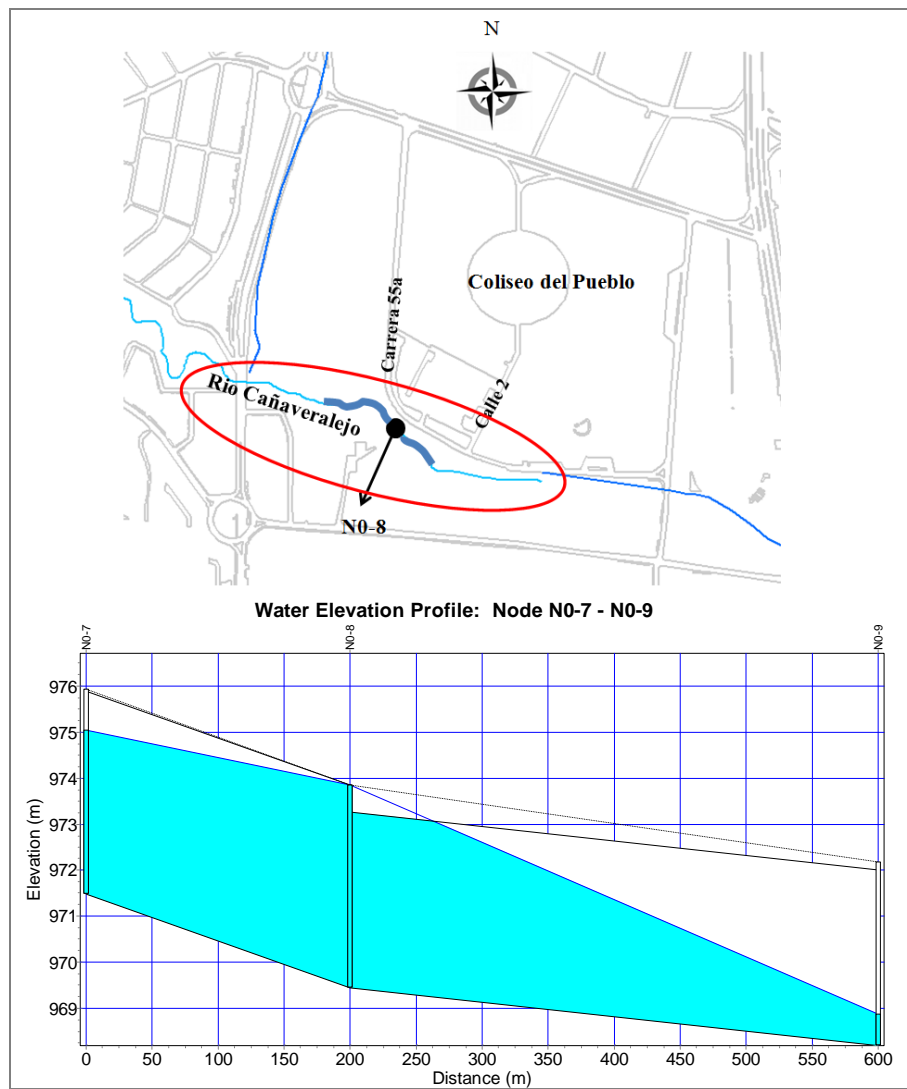 N
Coliseo del Pueblo
Carrera 55a
Calle 2
Rio Cañaveralejo
N0-8
Water Elevation Profile: Node N0-7 - N0-9
N0-7
N0-8
N0-9
976
975
974
973
972
971
970
969
Elevation (m)
0 50 100 150 200 250 300 350 400 450 500 550 600
Distance (m)